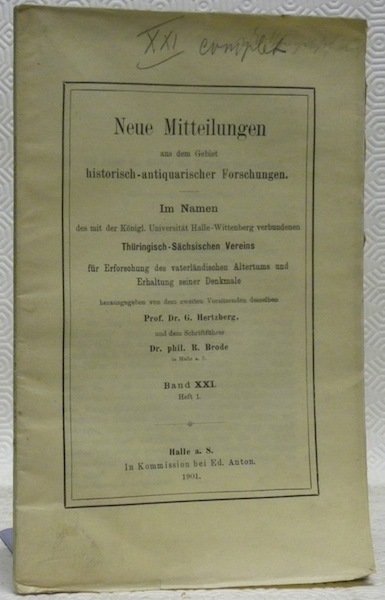 XXI complet
Neue Mitteilungen
aus dem Gebiet
historisch-antiquarischer Forschungen.
Im Namen
des mit der Königl. Universität Halle-Wittenberg verbundenen
Thüringisch-Sächsischen Vereins
für Erforschung des vaterländischen Altertums und
Erhaltung seiner Denkmale
herausgegeben von dem zweiten Vorsitzenden desselben
Prof. Dr. G. Hertzberg,
und dem Schriftführer
Dr. phil. R. Brode
in Halle a. S.
Band XXI.
Heft 1.
Halle a. S.
In Kommission bei Ed. Anton.
1901.